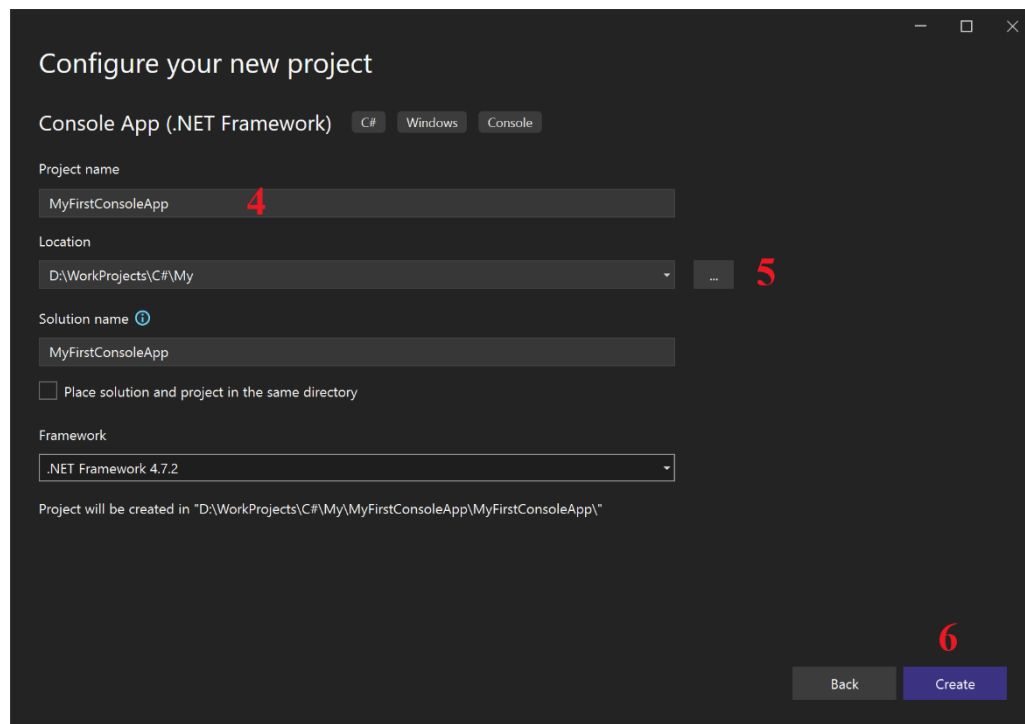 Configure your new project
Console App (.NET Framework) C# Windows Console
Project name
MyFirstConsoleApp 4
Location
D:\WorkProjects\C#\My ... 5
Solution name
MyFirstConsoleApp
Place solution and project in the same directory
Framework
.NET Framework 4.7.2
Project will be created in "D:\WorkProjects\C#\My\MyFirstConsoleApp\MyFirstConsoleApp\"
6
Back Create